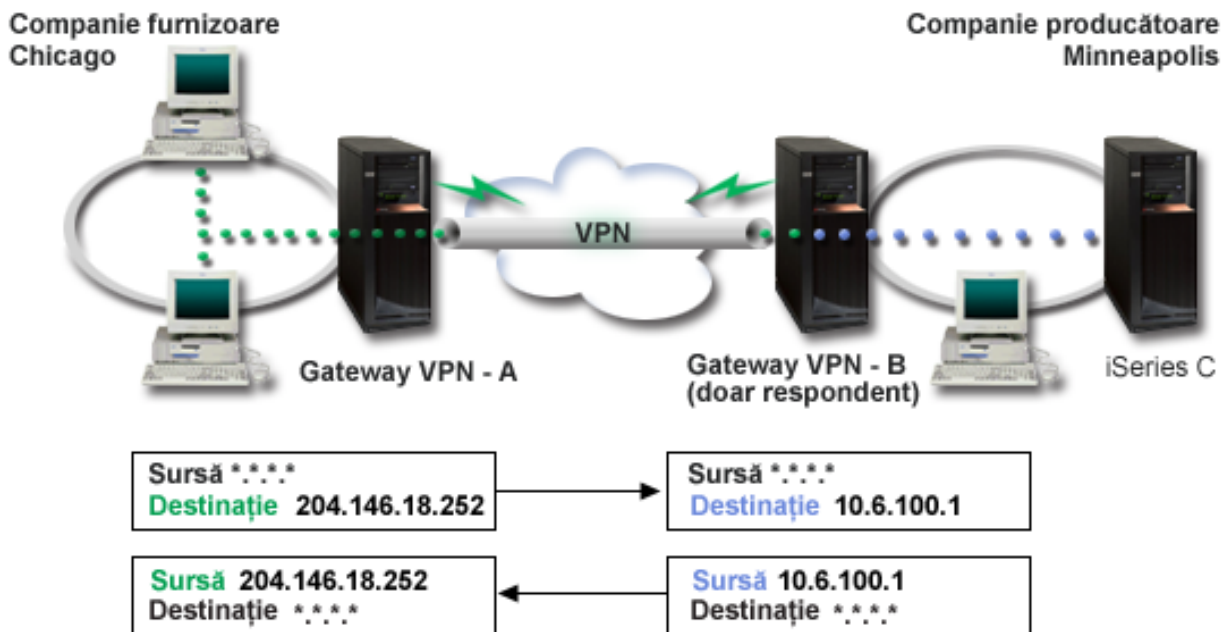 Companie furnizoare
Chicago
Companie producătoare
Minneapolis
VPN
Gateway VPN - A
Gateway VPN - B
(doar respondent)
iSeries C
Sursă *.*.*.*
Destinație 204.146.18.252
Sursă *.*.*.*
Destinație 10.6.100.1
Sursă 204.146.18.252
Destinație *.*.*.*
Sursă 10.6.100.1
Destinație *.*.*.*